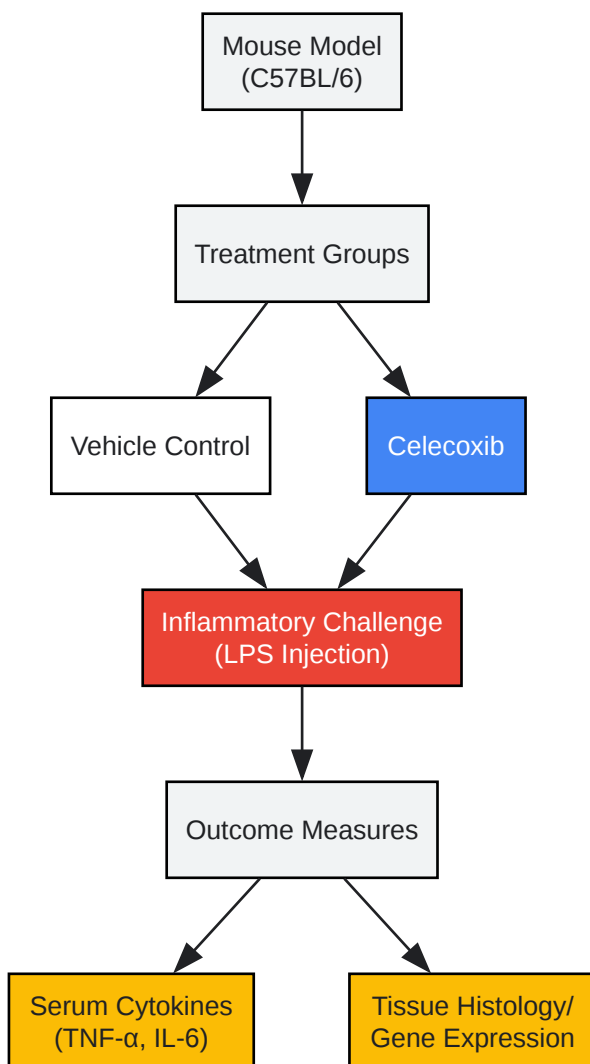 Mouse Model
(C57BL/6)
Treatment Groups
Vehicle Control
Celecoxib
Inflammatory Challenge
(LPS Injection)
Outcome Measures
Serum Cytokines
(TNF-α, IL-6)
Tissue Histology/
Gene Expression